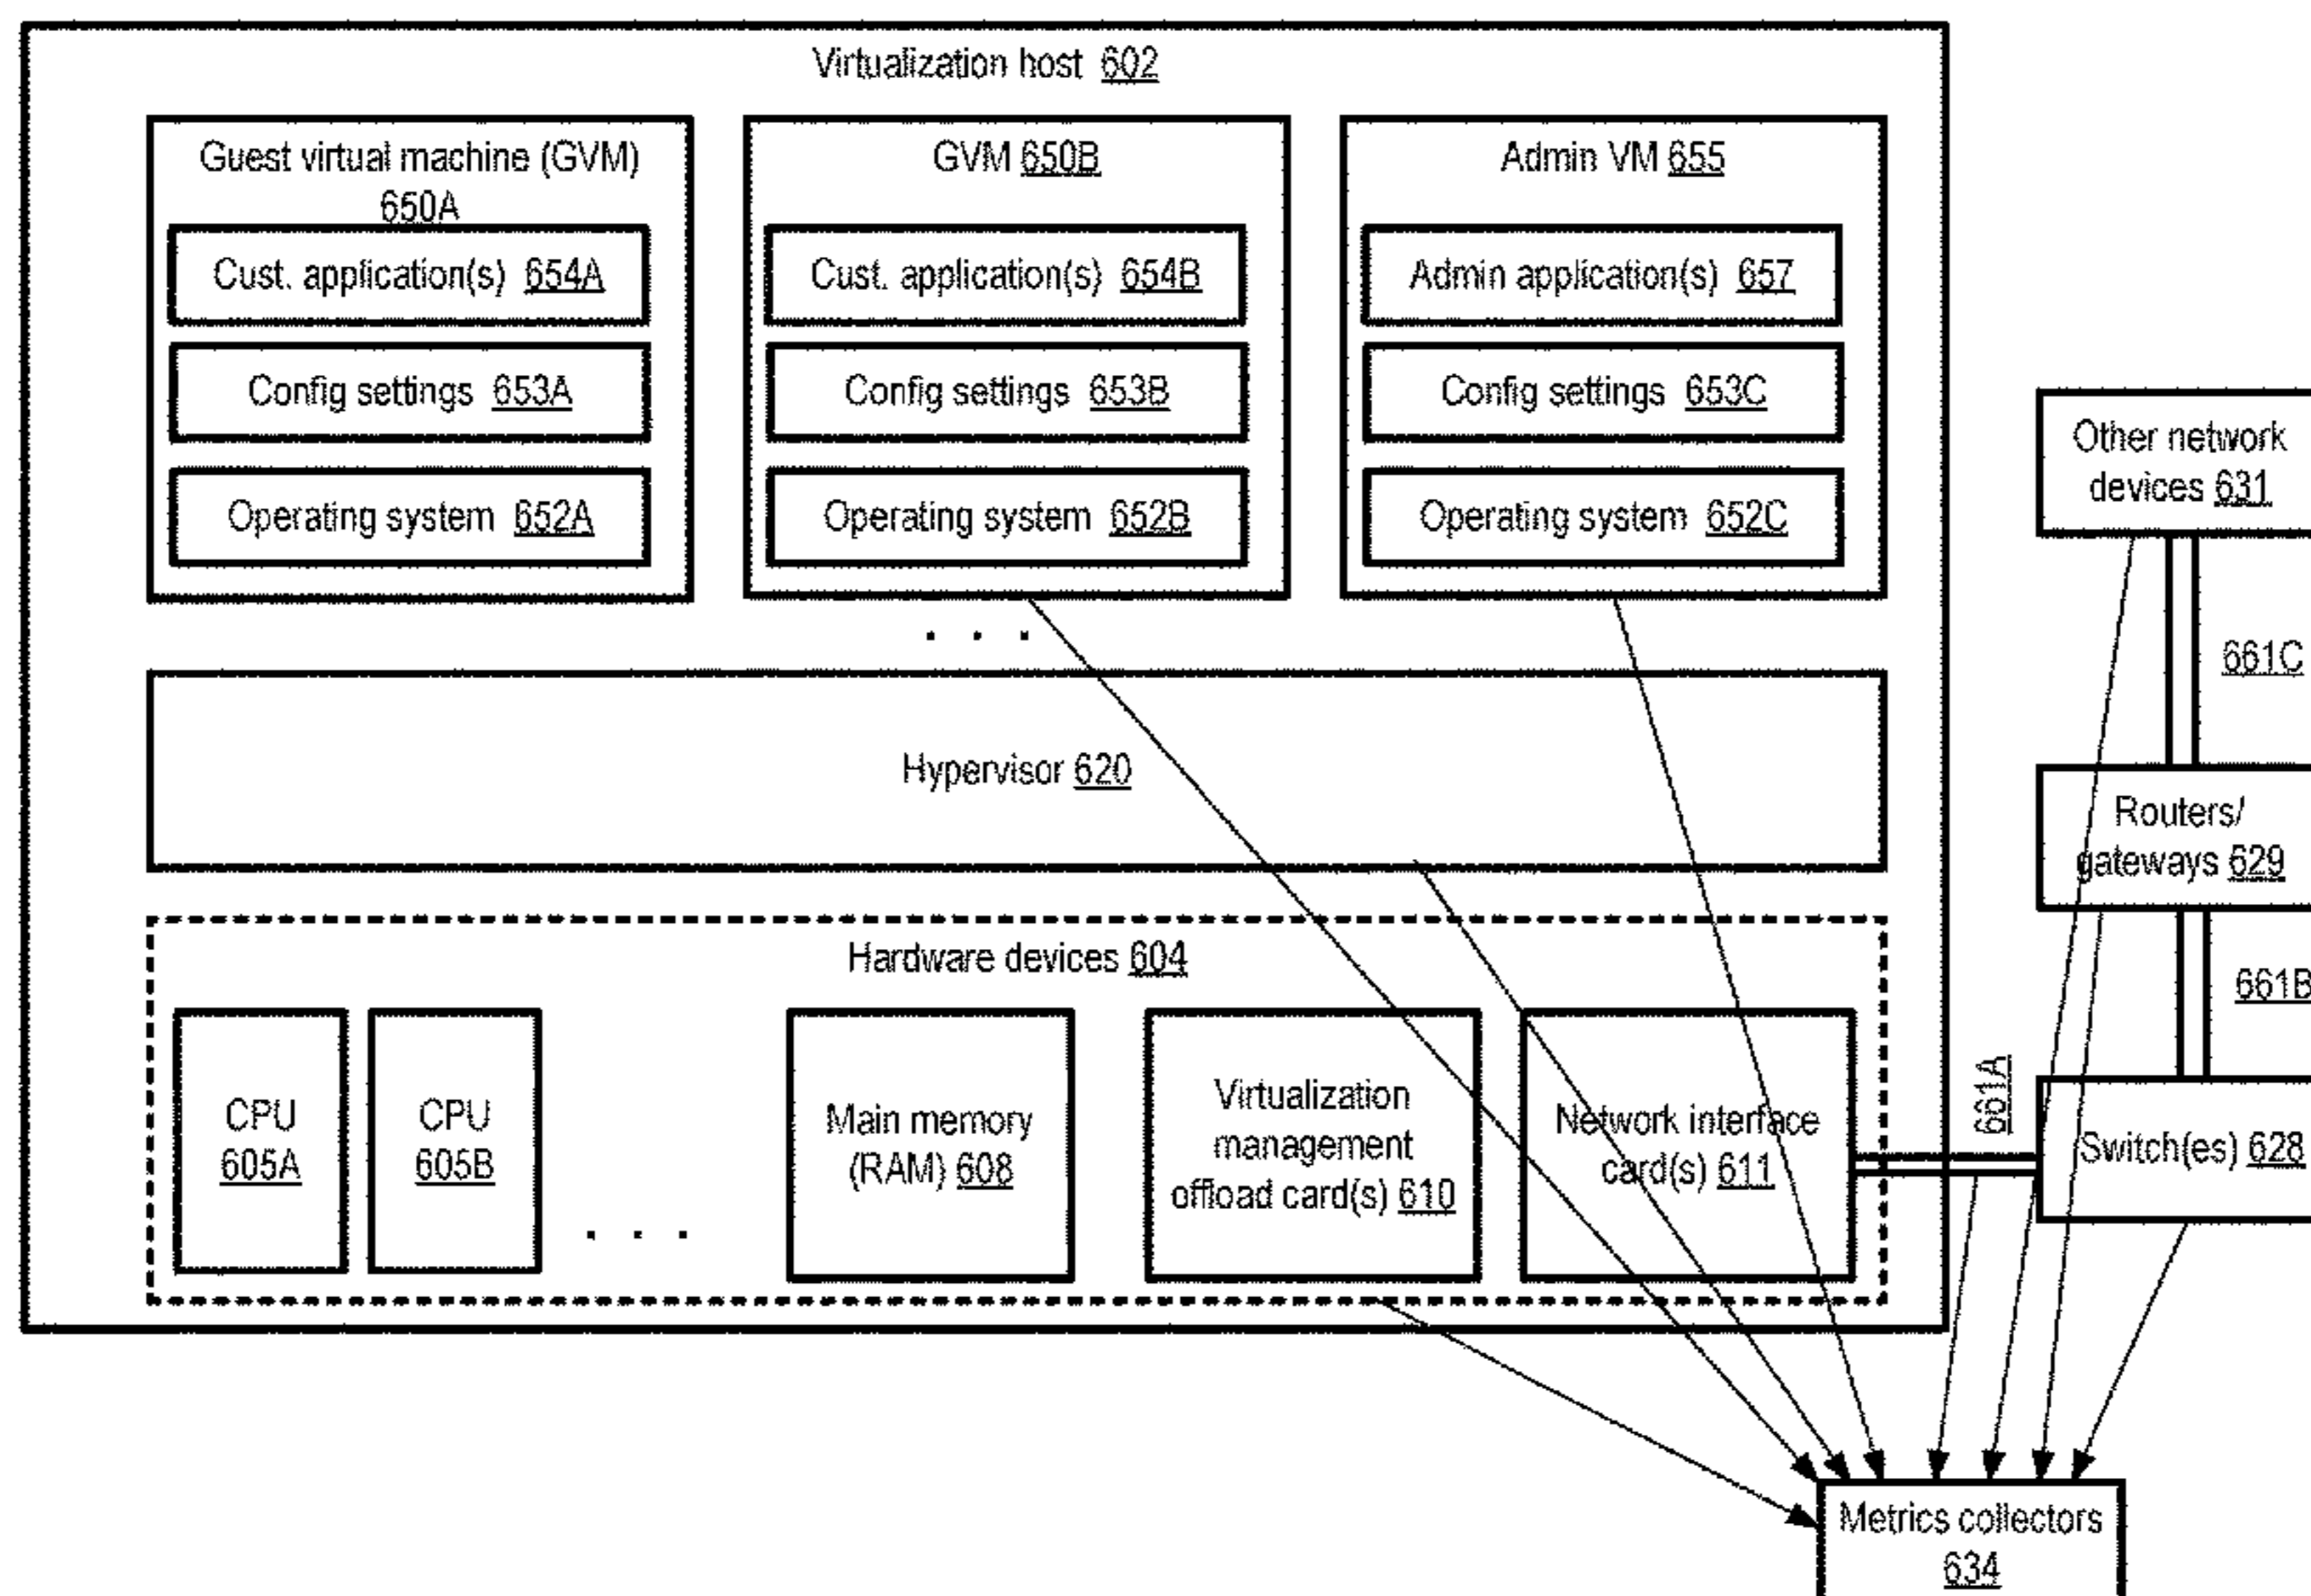 Virtualization host 602
Guest virtual machine (GVM)
650A
Cust. application(s) 654A
Config settings 653A
Operating system 652A
GVM 650B
Cust. application(s) 654B
Config settings 653B
Operating system 652B
Admin VM 655
Admin application(s) 657
Config settings 653C
Operating system 652C
. . .
Hypervisor 620
Hardware devices 604
CPU
605A
CPU
605B
. . .
Main memory
(RAM) 608
Virtualization
management
offload card(s) 610
Network interface
card(s) 611
Other network
devices 631
661C
Routers/
gateways 629
661B
661A
Switch(es) 628
Metrics collectors
634